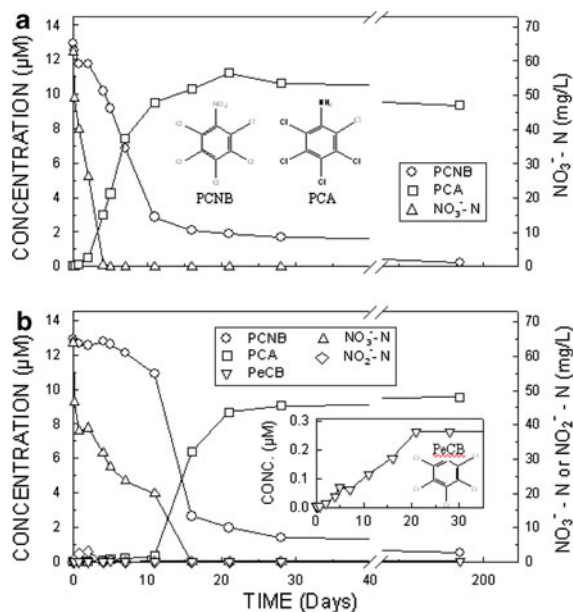 a
CONCENTRATION (µM)
14
12
10
8
6
4
2
0
NO₂
Cl Cl
Cl Cl
Cl
PCNB
NH₂
Cl Cl
Cl Cl
Cl
PCA
PCNB
PCA
NO₃⁻- N
70
60
50
40
30
20
10
0
NO₃⁻- N (mg/L)
b
CONCENTRATION (µM)
14
12
10
8
6
4
2
0
PCNB
PCA
PeCB
NO₃⁻- N
NO₂⁻- N
CONC. (µM)
0.3
0.2
0.1
0.0
0 10 20 30
PeCB
Cl Cl
Cl Cl
Cl
70
60
50
40
30
20
10
0
NO₃⁻- N or NO₂⁻- N (mg/L)
0 10 20 30 40 200
TIME (Days)